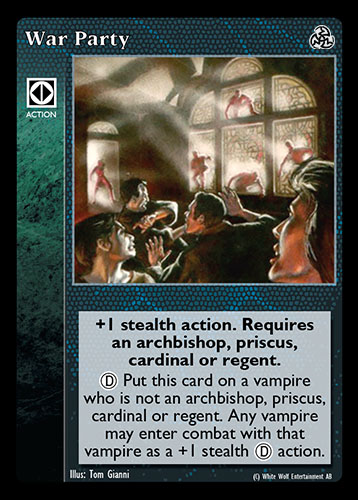 War Party
ACTION
+1 stealth action. Requires
an archbishop, priscus,
cardinal or regent.
Ⓓ Put this card on a vampire
who is not an archbishop, priscus,
cardinal or regent. Any vampire
may enter combat with that
vampire as a +1 stealth Ⓓ action.
Illus: Tom Gianni
(C) White Wolf Entertainment AB